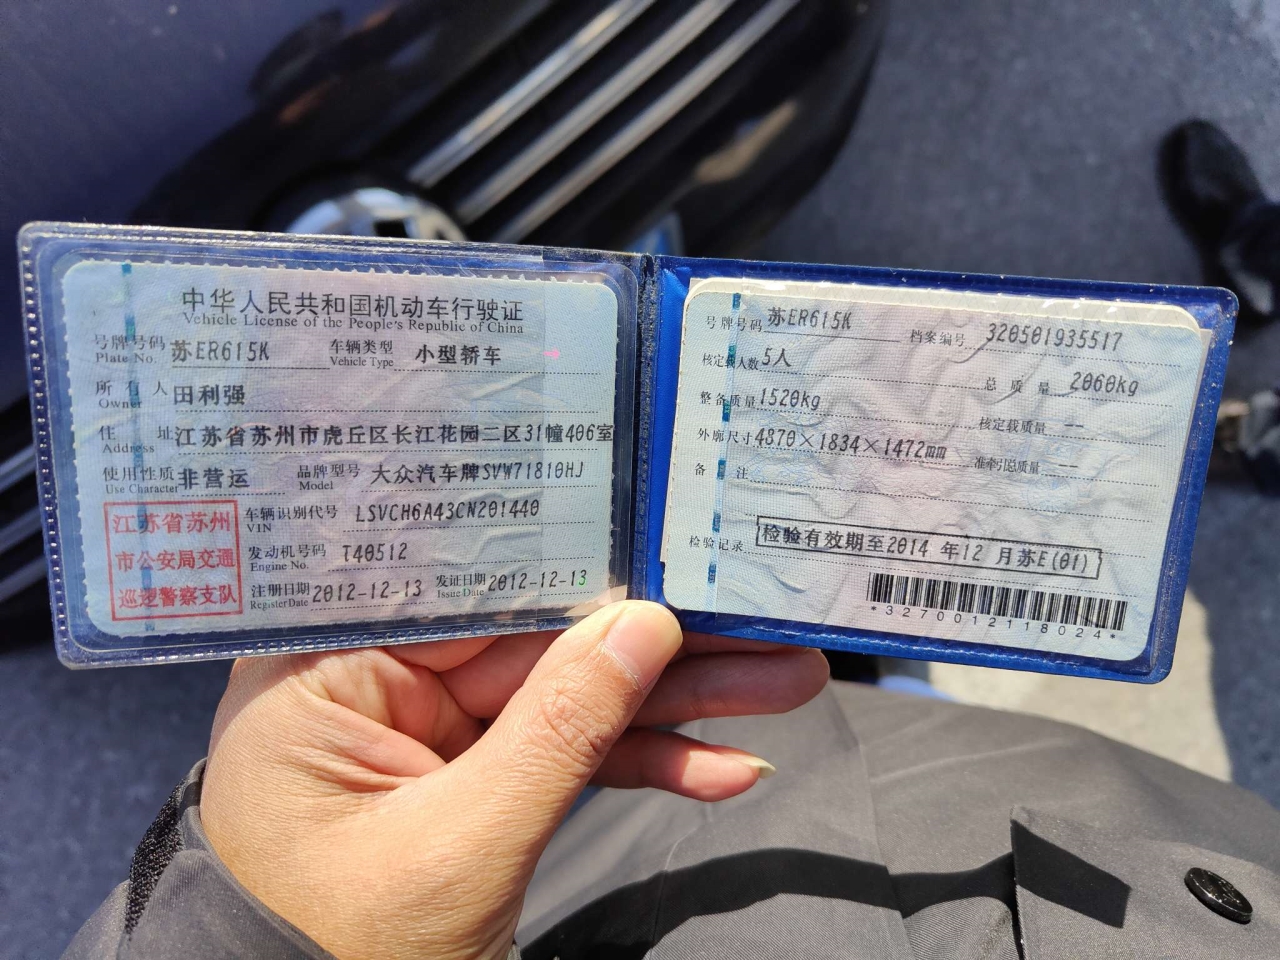 中华人民共和国机动车行驶证
Vehicle License of the People's Republic of China
号牌号码 苏ER615K 车辆类型 小型轿车
Plate No. Vehicle Type
所有人 田利强
Owner
住址 江苏省苏州市虎丘区长江花园二区31幢406室
Address
使用性质 非营运 品牌型号 大众汽车牌SVW71810HJ
Use Character Model
江苏省苏州
市公安局交通
巡逻警察支队
车辆识别代号 LSVCH6A43CN201440
VIN
发动机号码 T40512
Engine No.
注册日期 2012-12-13 发证日期 2012-12-13
Register Date Issue Date
号牌号码 苏ER615K 档案编号 320501935517
核定载人数 5人 总质量 2060kg
整备质量 1520kg 核定载质量 --
外廓尺寸 4370×1834×1472mm 准牵引总质量 --
备注
检验记录 检验有效期至2014 年12 月苏E(01)
*3270012118024*